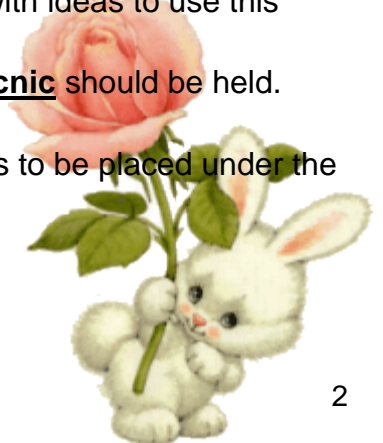 with ideas to use this
cnic should be held.
s to be placed under the
2